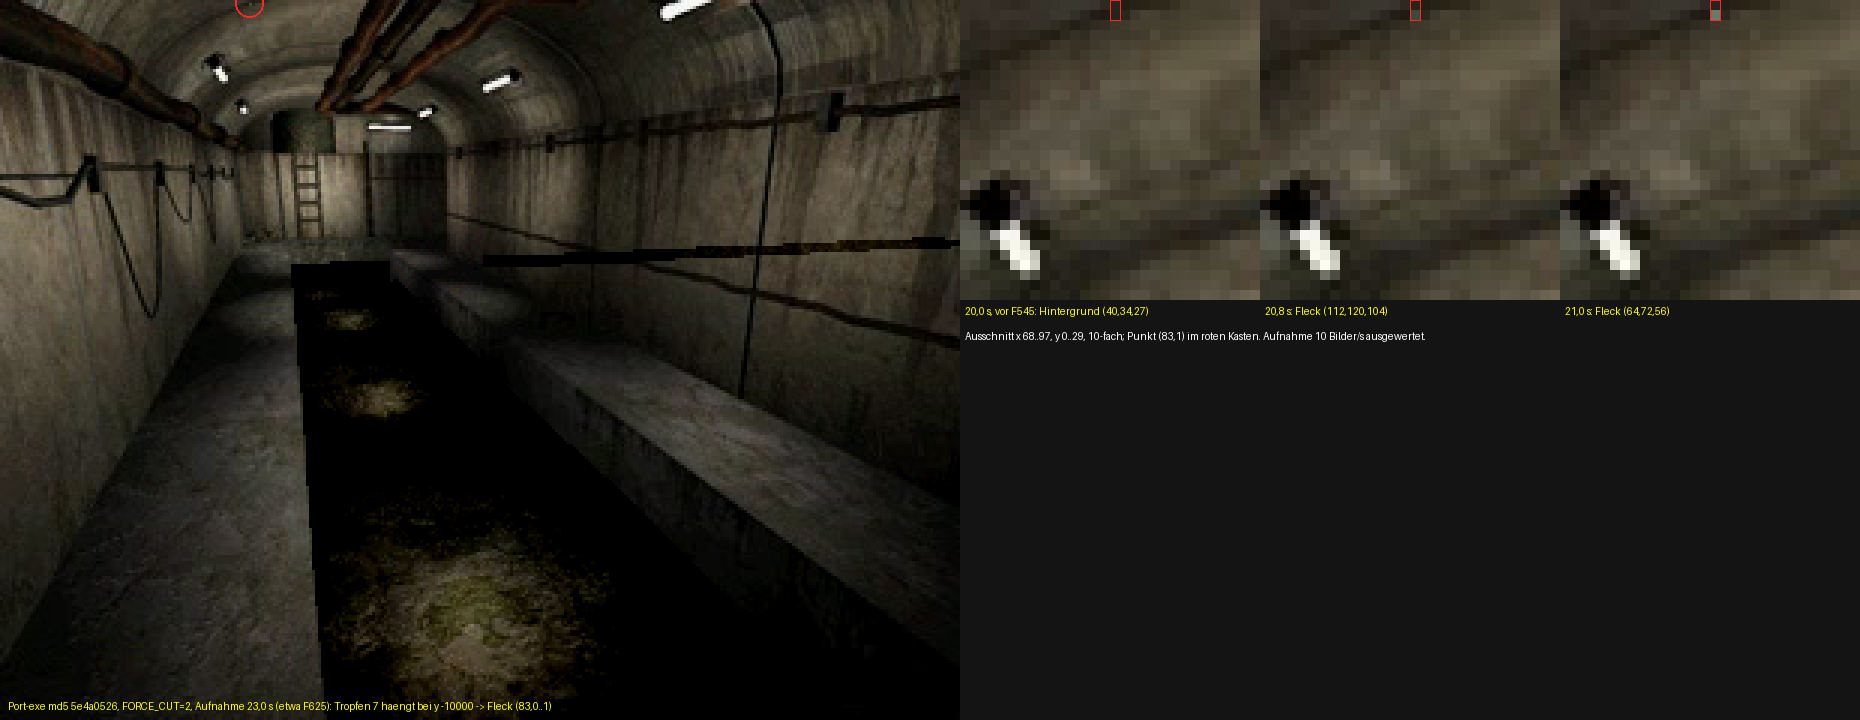 20,0 s, vor F545: Hintergrund (40,34,27)
20,8 s: Fleck (112,120,104)
21,0 s: Fleck (64,72,56)
Ausschnitt x 68..97, y 0..29, 10-fach; Punkt (83,1) im roten Kasten. Aufnahme 10 Bilder/s ausgewertet.
Port-exe md5 5e4a0526, FORCE_CUT=2, Aufnahme 23,0 s (etwa F625): Tropfen 7 haengt bei y -10000 -> Fleck (83,0..1)